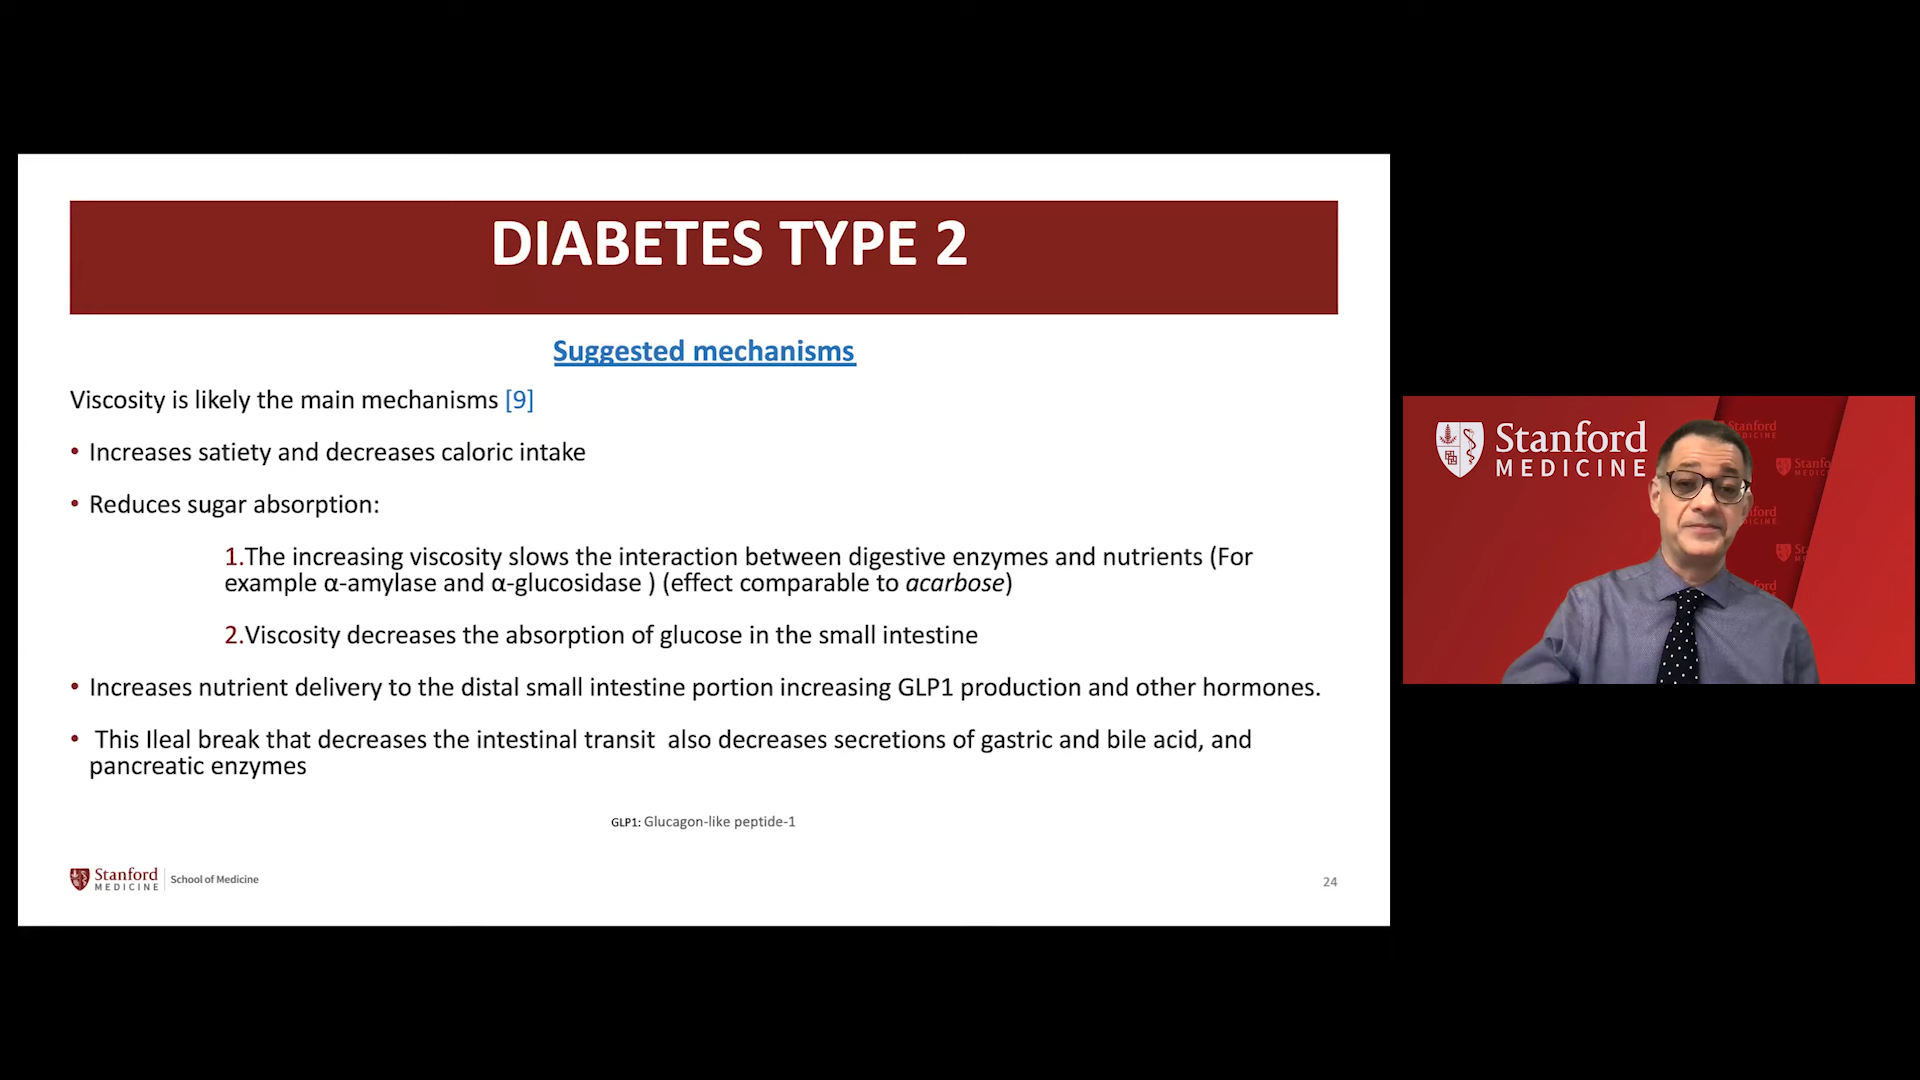 DIABETES TYPE 2
Suggested mechanisms
Viscosity is likely the main mechanisms [9]
• Increases satiety and decreases caloric intake
• Reduces sugar absorption:
1.The increasing viscosity slows the interaction between digestive enzymes and nutrients (For
example α-amylase and α-glucosidase ) (effect comparable to acarbose)
2.Viscosity decreases the absorption of glucose in the small intestine
• Increases nutrient delivery to the distal small intestine portion increasing GLP1 production and other hormones.
• This Ileal break that decreases the intestinal transit also decreases secretions of gastric and bile acid, and
pancreatic enzymes
GLP1: Glucagon-like peptide-1
Stanford
MEDICINE
School of Medicine
24
Stanford
MEDICINE